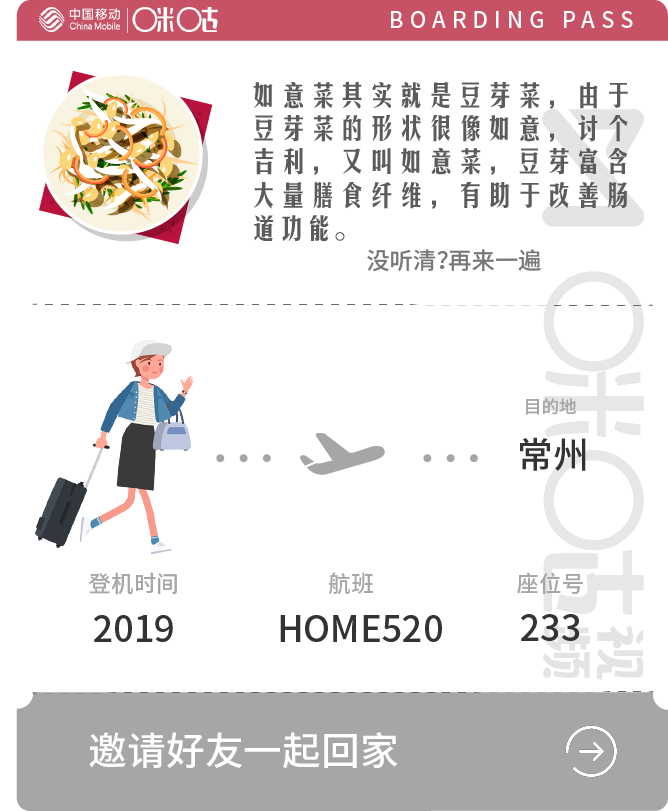 中国移动
China Mobile
咪咕
BOARDING PASS
如意菜其实就是豆芽菜，由于
豆芽菜的形状很像如意，讨个
吉利，又叫如意菜，豆芽富含
大量膳食纤维，有助于改善肠
道功能。
没听清?再来一遍
咪咕视频
目的地
常州
登机时间
航班
座位号
2019
HOME520
233
邀请好友一起回家